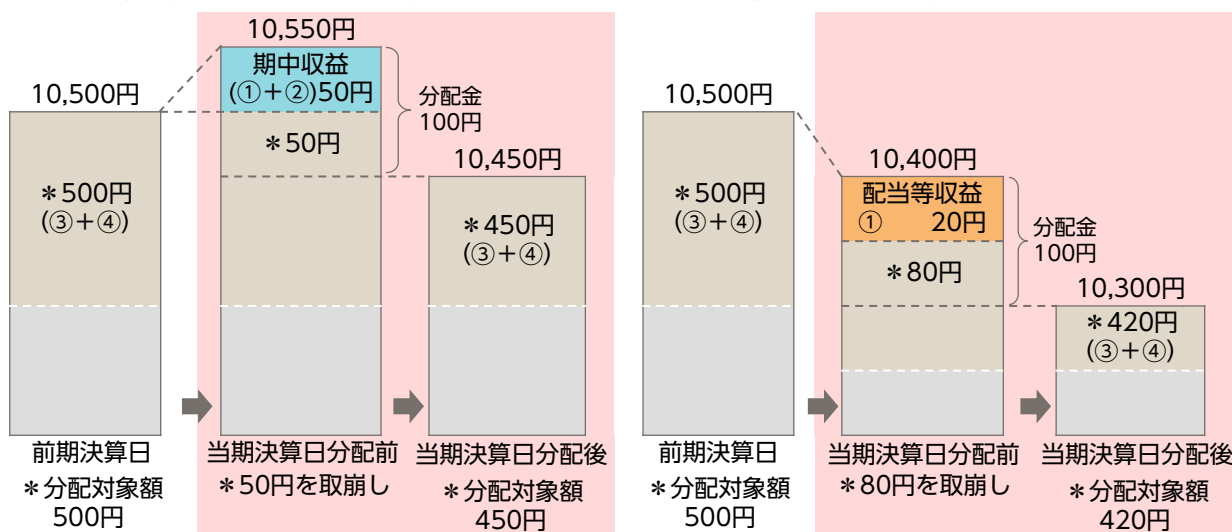 10,550円
期中収益
(①+②)50円
10,500円
分配金
100円
*50円
10,450円
*500円
(③+④)
*450円
(③+④)
前期決算日
当期決算日分配前
当期決算日分配後
*分配対象額
500円
*50円を取崩し
*分配対象額
450円
10,500円
10,400円
配当等収益
① 20円
*500円
(③+④)
分配金
100円
*80円
10,300円
*420円
(③+④)
前期決算日
当期決算日分配前
当期決算日分配後
*分配対象額
500円
*80円を取崩し
*分配対象額
420円